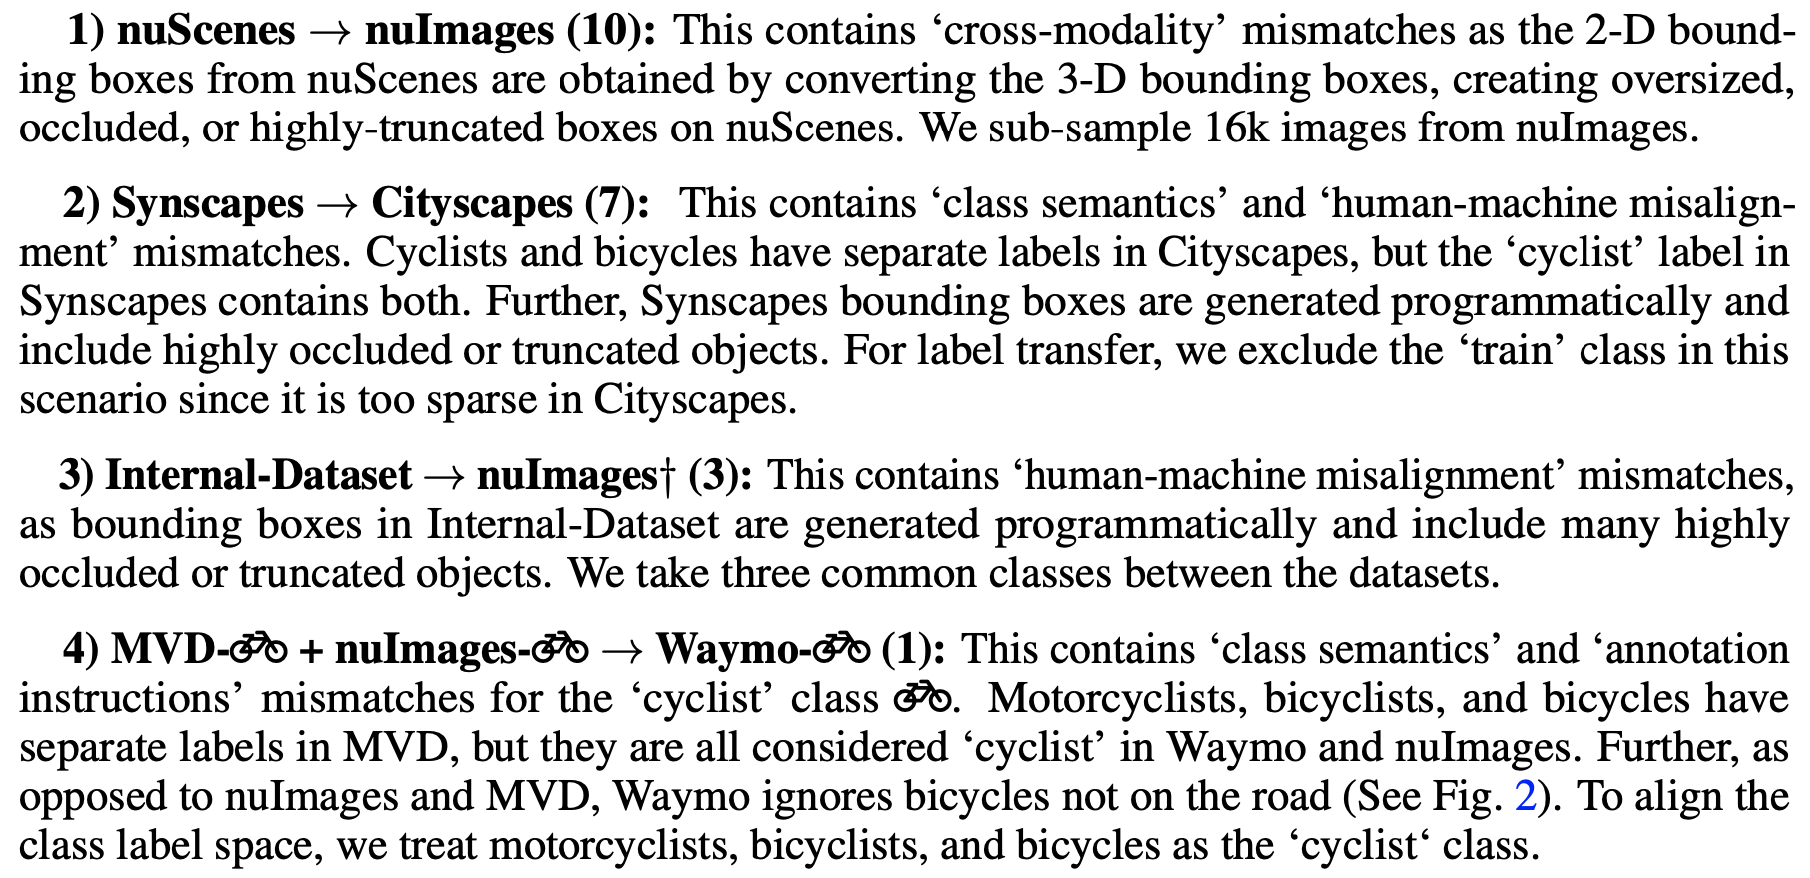 1) nuScenes → nuImages (10): This contains ‘cross-modality’ mismatches as the 2-D bound-
ing boxes from nuScenes are obtained by converting the 3-D bounding boxes, creating oversized,
occluded, or highly-truncated boxes on nuScenes. We sub-sample 16k images from nuImages.
2) Synscapes → Cityscapes (7): This contains ‘class semantics’ and ‘human-machine misalign-
ment’ mismatches. Cyclists and bicycles have separate labels in Cityscapes, but the ‘cyclist’ label in
Synscapes contains both. Further, Synscapes bounding boxes are generated programmatically and
include highly occluded or truncated objects. For label transfer, we exclude the ‘train’ class in this
scenario since it is too sparse in Cityscapes.
3) Internal-Dataset → nuImages† (3): This contains ‘human-machine misalignment’ mismatches,
as bounding boxes in Internal-Dataset are generated programmatically and include many highly
occluded or truncated objects. We take three common classes between the datasets.
4) MVD-🚲 + nuImages-🚲 → Waymo-🚲 (1): This contains ‘class semantics’ and ‘annotation
instructions’ mismatches for the ‘cyclist’ class 🚲. Motorcyclists, bicyclists, and bicycles have
separate labels in MVD, but they are all considered ‘cyclist’ in Waymo and nuImages. Further, as
opposed to nuImages and MVD, Waymo ignores bicycles not on the road (See Fig. 2). To align the
class label space, we treat motorcyclists, bicyclists, and bicycles as the ‘cyclist‘ class.